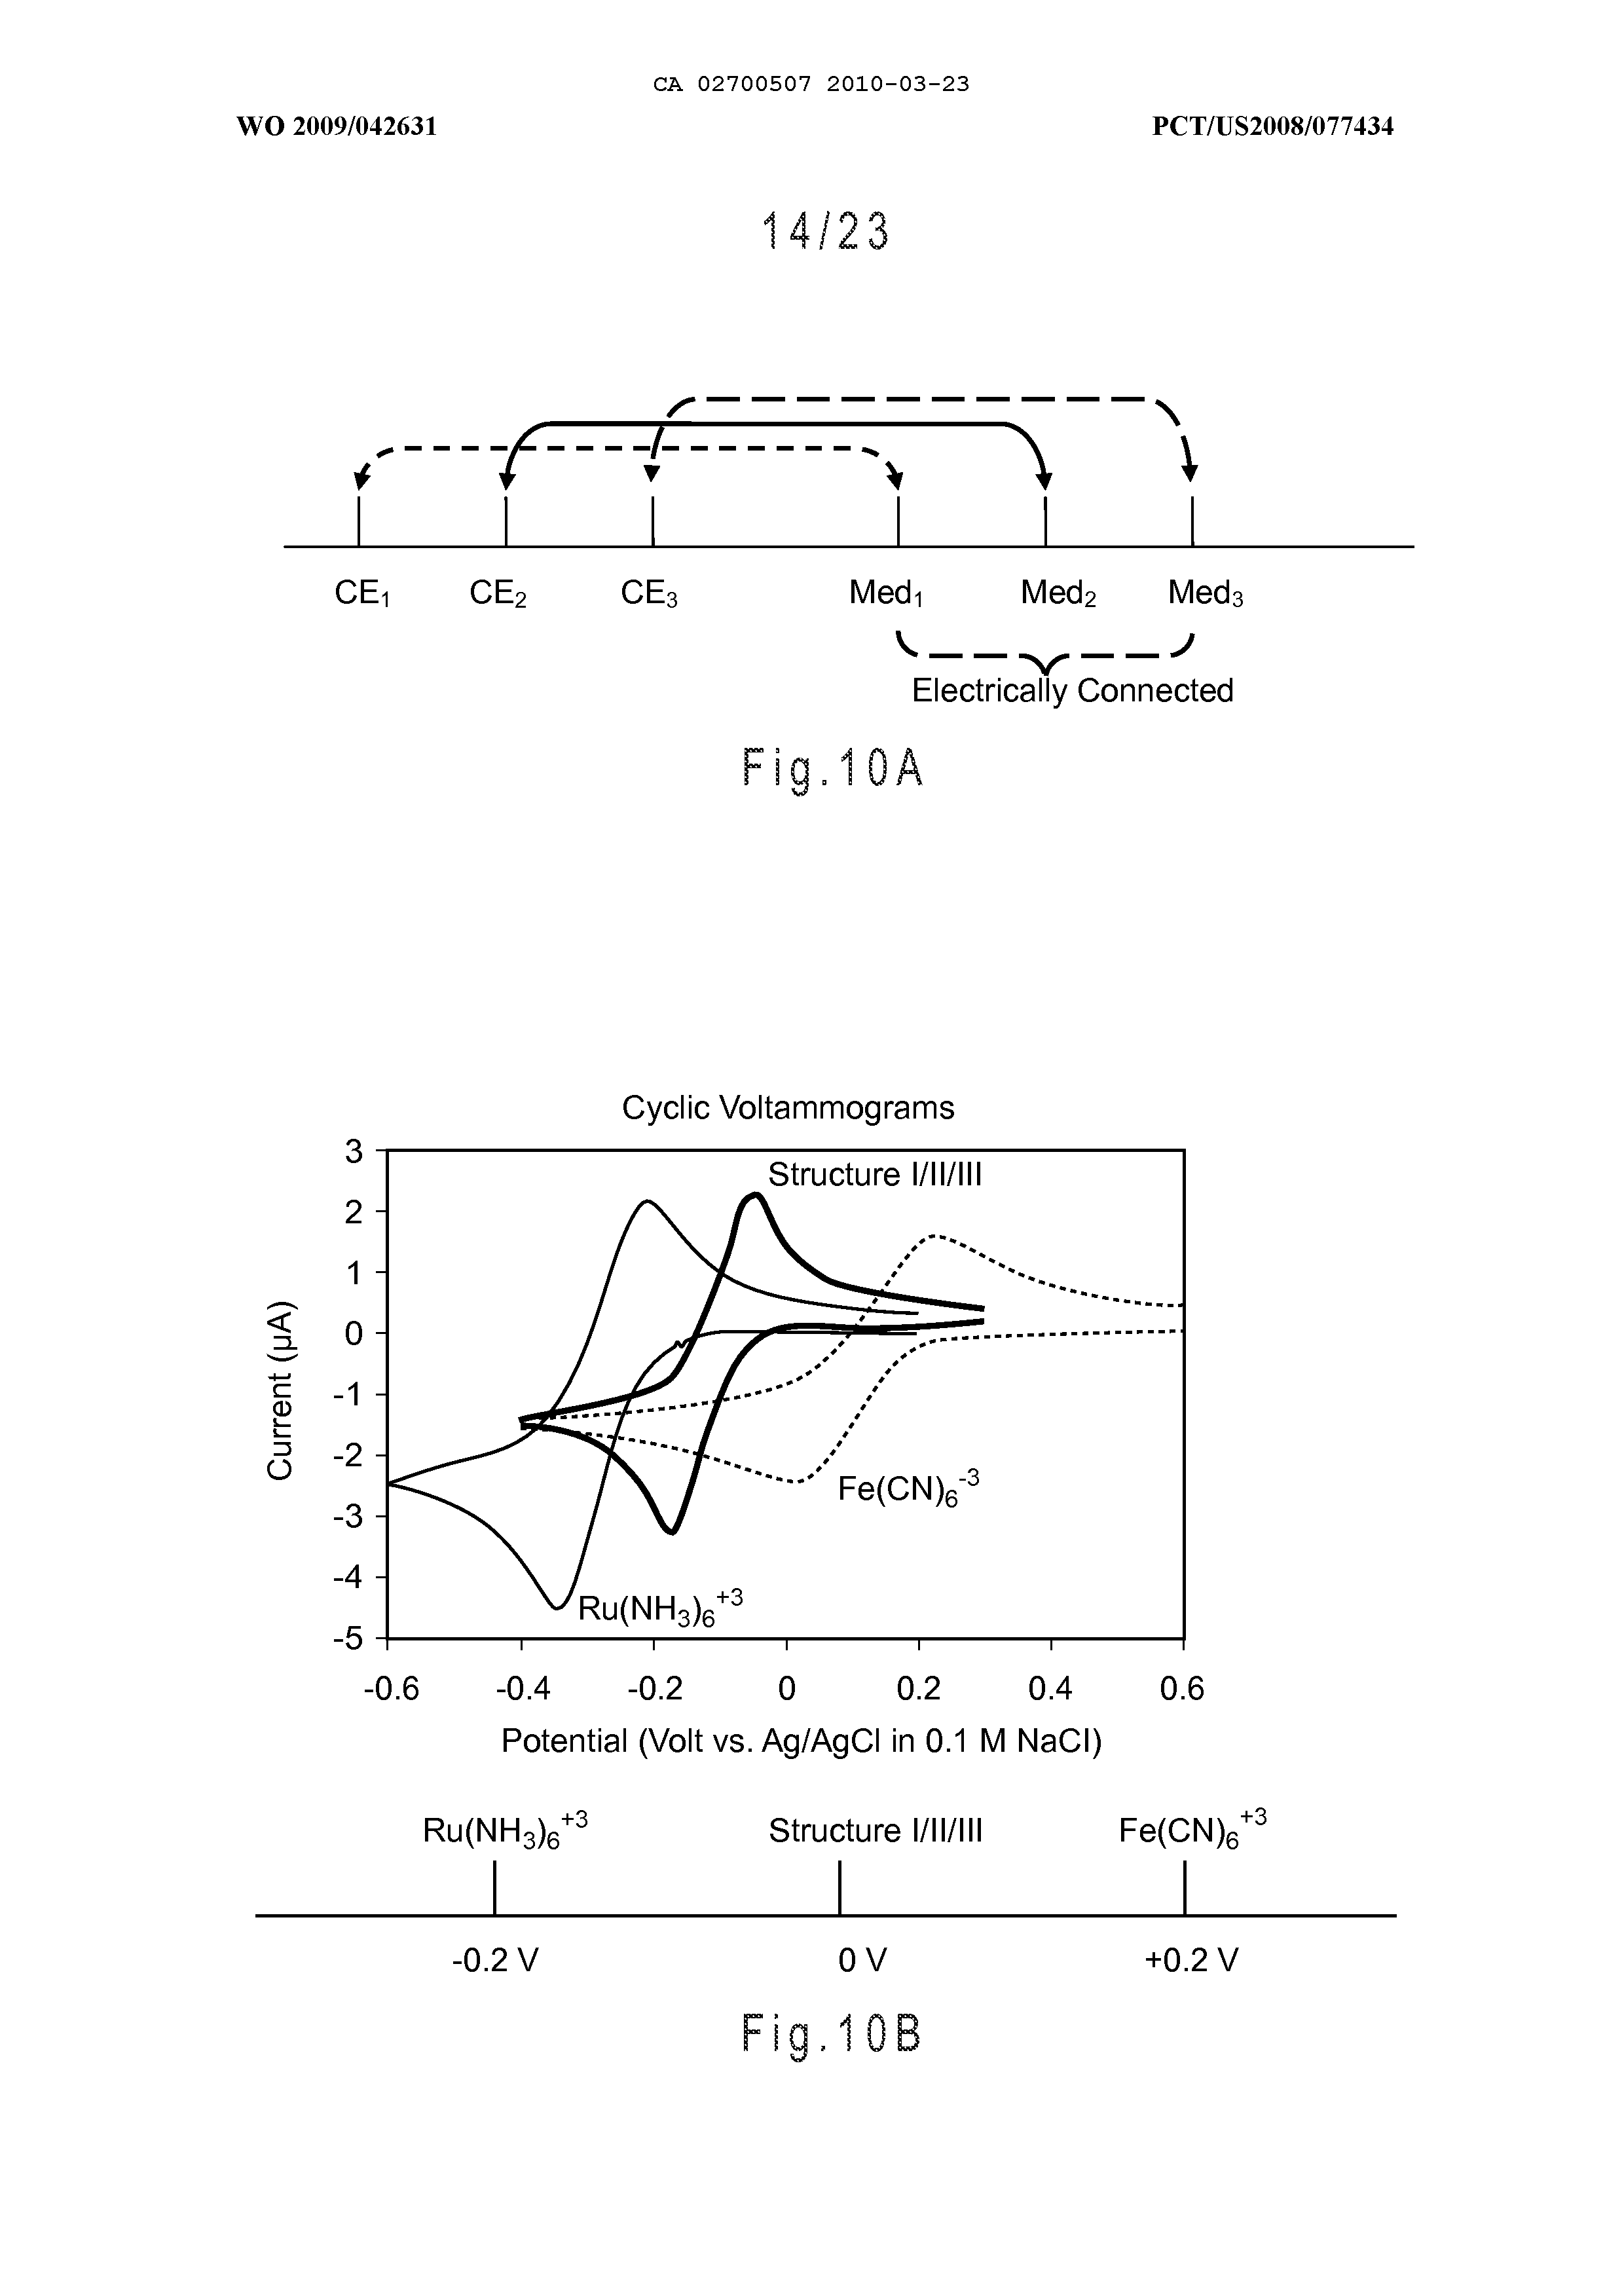 CA 02700507 2010-03-23
WO 2009/042631 PCT/US2008/077434
14/23
CE₁ CE₂ CE₃ Med₁ Med₂ Med₃
Electrically Connected
Fig.10A
Cyclic Voltammograms
3
Structure I/II/III
2
1
0
Current (µA)
-1
-2
Fe(CN)₆⁻³
-3
-4
Ru(NH₃)₆⁺³
-5
-0.6 -0.4 -0.2 0 0.2 0.4 0.6
Potential (Volt vs. Ag/AgCl in 0.1 M NaCl)
Ru(NH₃)₆⁺³ Structure I/II/III Fe(CN)₆⁺³
-0.2 V 0 V +0.2 V
Fig.10B